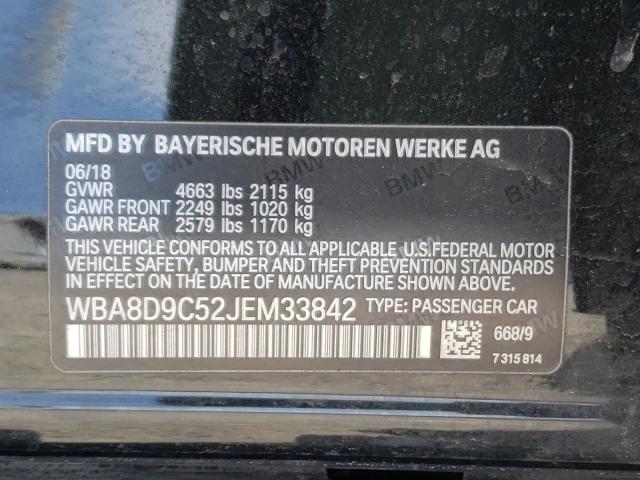 MFD BY BAYERISCHE MOTOREN WERKE AG
06/18
GVWR 4663 lbs 2115 kg
GAWR FRONT 2249 lbs 1020 kg
GAWR REAR 2579 lbs 1170 kg
THIS VEHICLE CONFORMS TO ALL APPLICABLE U.S.FEDERAL MOTOR
VEHICLE SAFETY, BUMPER AND THEFT PREVENTION STANDARDS
IN EFFECT ON THE DATE OF MANUFACTURE SHOWN ABOVE.
WBA8D9C52JEM33842 TYPE: PASSENGER CAR
668/9
7315814